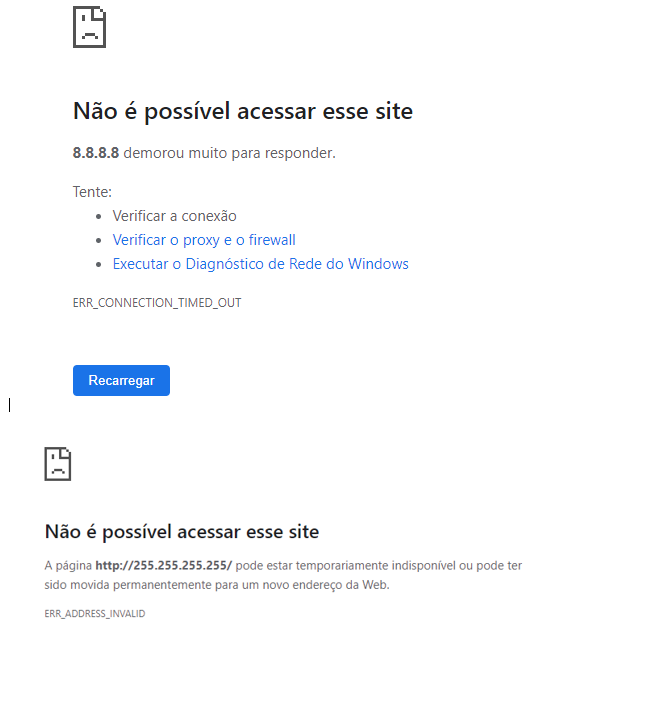 Não é possível acessar esse site
8.8.8.8 demorou muito para responder.
Tente:
• Verificar a conexão
• Verificar o proxy e o firewall
• Executar o Diagnóstico de Rede do Windows
ERR_CONNECTION_TIMED_OUT
Recarregar
Não é possível acessar esse site
A página http://255.255.255.255/ pode estar temporariamente indisponível ou pode ter
sido movida permanentemente para um novo endereço da Web.
ERR_ADDRESS_INVALID